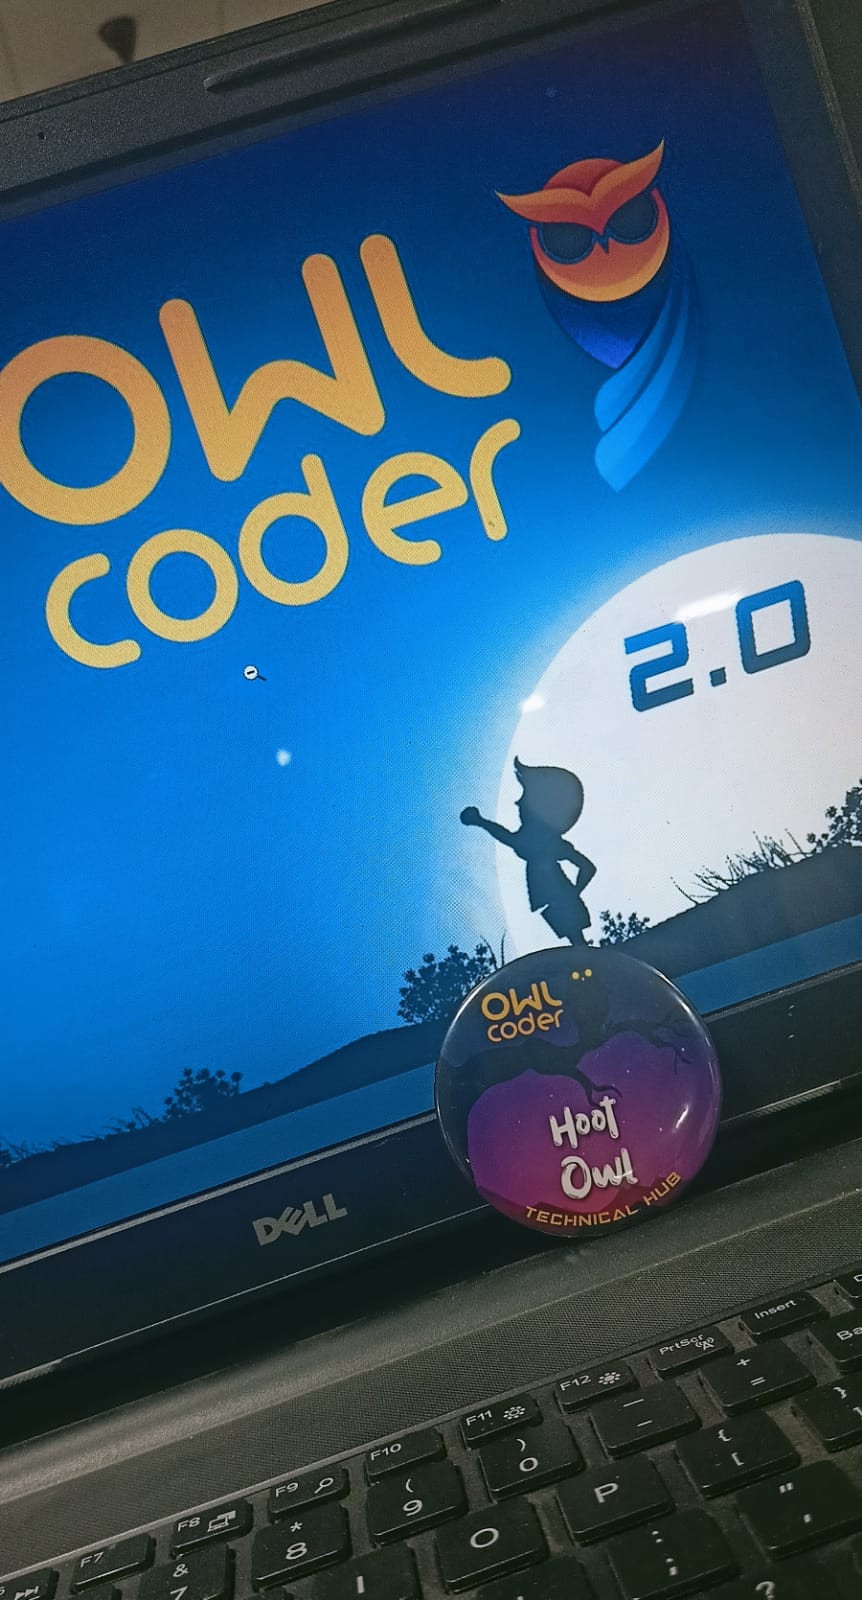 OWL
coder
2.0
OWL
coder
Hoot
Owl
TECHNICAL HUB
DELL
PrtScr
Insert
F7
F8
F9
F10
F11
F12
&
7
*
8
(
9
)
0
_
-
+
=
I
O
P
{
[
:
;
"
'
?